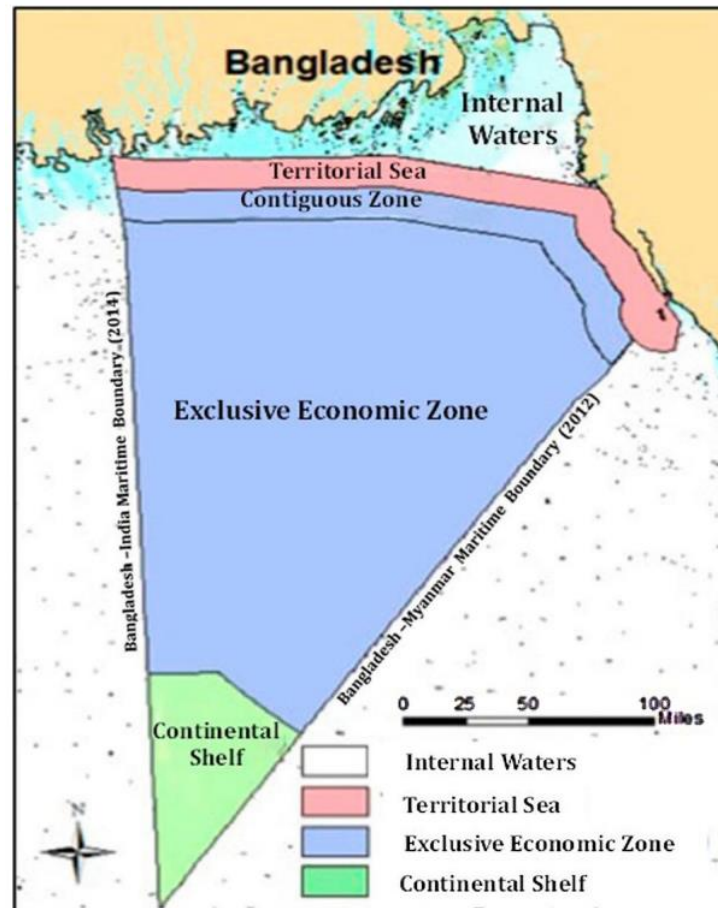 Bangladesh
Internal
Waters
Territorial Sea
Contiguous Zone
Exclusive Economic Zone
Bangladesh -India Maritime Boundary (2014)
Bangladesh -Myanmar Maritime Boundary (2012)
Continental
Shelf
N
0 25 50 100
Miles
Internal Waters
Territorial Sea
Exclusive Economic Zone
Continental Shelf